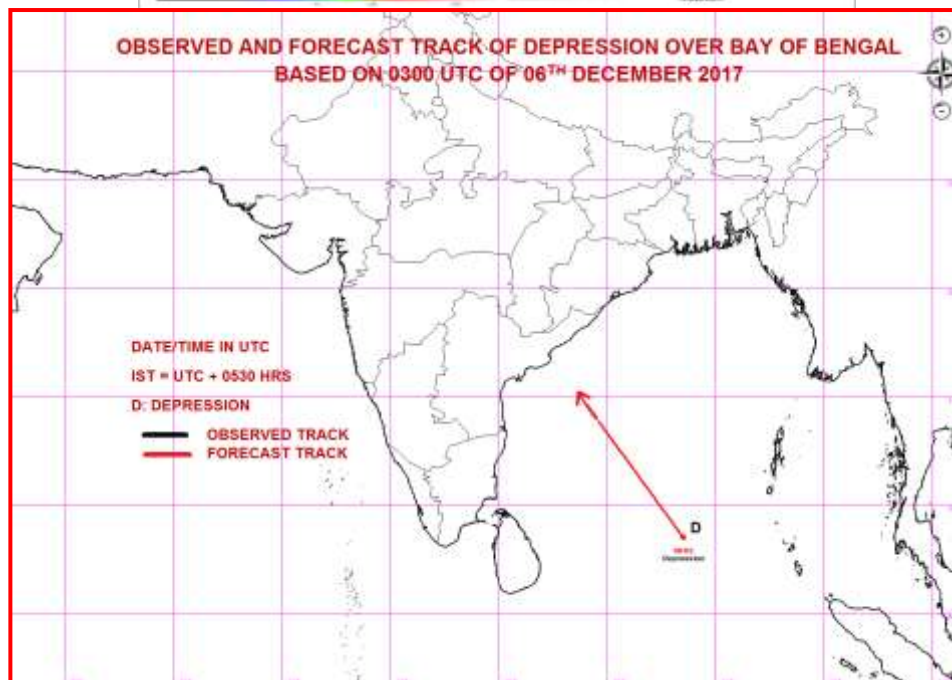 OBSERVED AND FORECAST TRACK OF DEPRESSION OVER BAY OF BENGAL
BASED ON 0300 UTC OF 06TH DECEMBER 2017
DATE/TIME IN UTC
IST = UTC + 0530 HRS
D: DEPRESSION
OBSERVED TRACK
FORECAST TRACK
D
Depression